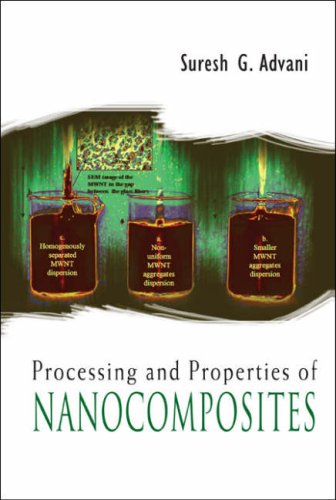 Suresh G. Advani
SEM image of the
MWNT in the gap
between the glass fibers
c.
Homogenously
separated
MWNT
dispersion
a.
Non-
uniform
MWNT
aggregates
dispersion
b.
Smaller
MWNT
aggregates
dispersion
Processing and Properties of
NANOCOMPOSITES